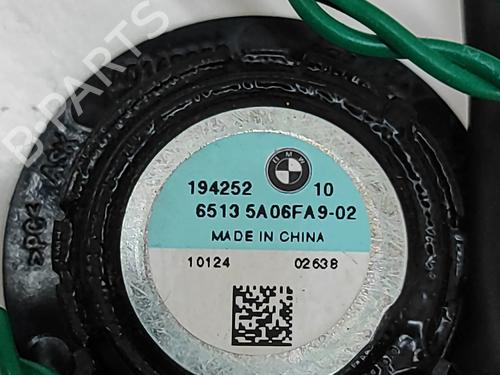 B-PARTS
BMW
194252 10
6513 5A06FA9-02
MADE IN CHINA
10124 02638